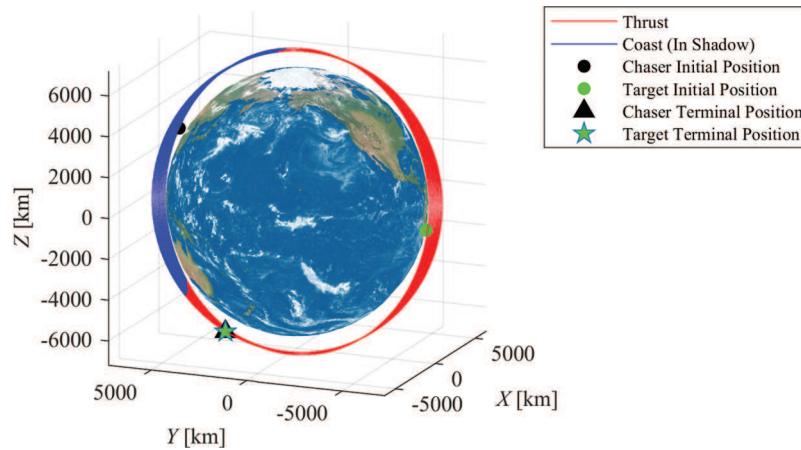 Thrust
Coast (In Shadow)
Chaser Initial Position
Target Initial Position
Chaser Terminal Position
Target Terminal Position
6000
4000
2000
0
-2000
-4000
-6000
Z [km]
5000
0
-5000
Y [km]
5000
0
-5000
X [km]